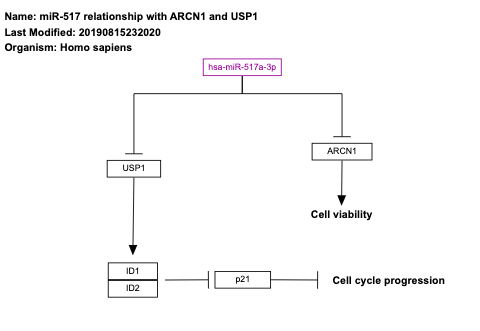 Name: miR-517 relationship with ARCN1 and USP1
Last Modified: 20190815232020
Organism: Homo sapiens
hsa-miR-517a-3p
ARCN1
USP1
Cell viability
ID1
ID2
p21
Cell cycle progression